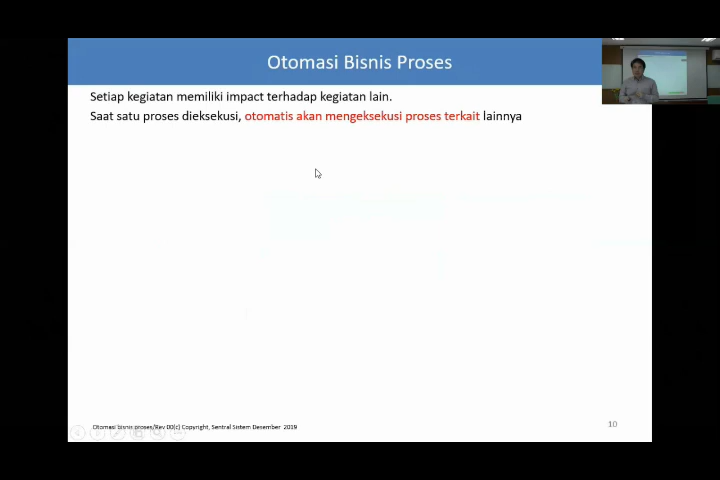 Otomasi Bisnis Proses
Setiap kegiatan memiliki impact terhadap kegiatan lain.
Saat satu proses dieksekusi, otomatis akan mengeksekusi proses terkait lainnya
Otomasi bisnis proses/Rev 00(c) Copyright, Sentral Sistem Desember 2019
10